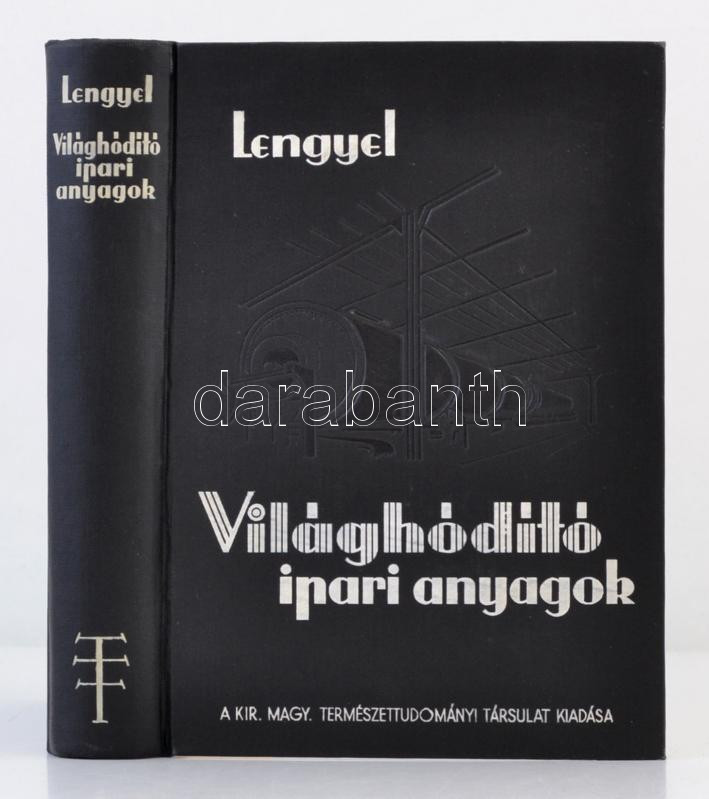 Lengyel
Világhódító
ipari
anyagok
Lengyel
darabanth
Világhódító
ipari anyagok
A KIR. MAGY. TERMÉSZETTUDOMÁNYI TÁRSULAT KIADÁSA